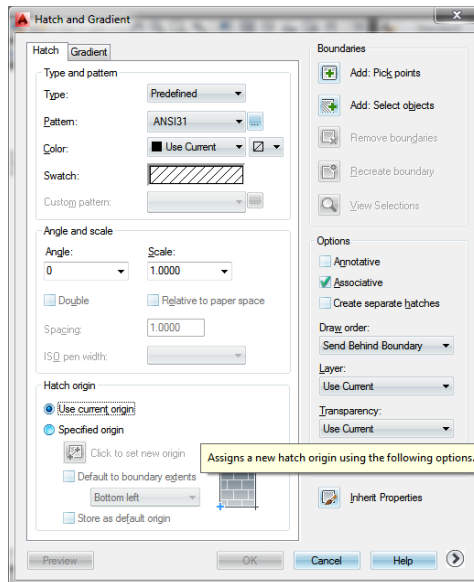 Hatch and Gradient
Hatch
Gradient
Type and pattern
Type:
Predefined
Pattern:
ANSI31
...
Color:
Use Current
Swatch:
Custom pattern:
Angle and scale
Angle:
Scale:
0
1.0000
Double
Relative to paper space
Spacing:
1.0000
ISO pen width:
Hatch origin
Use current origin
Specified origin
Click to set new origin
Default to boundary extents
Bottom left
Store as default origin
Boundaries
Add: Pick points
Add: Select objects
Remove boundaries
Recreate boundary
View Selections
Options
Annotative
Associative
Create separate hatches
Draw order:
Send Behind Boundary
Layer:
Use Current
Transparency:
Use Current
Assigns a new hatch origin using the following options.
Inherit Properties
Preview
OK
Cancel
Help